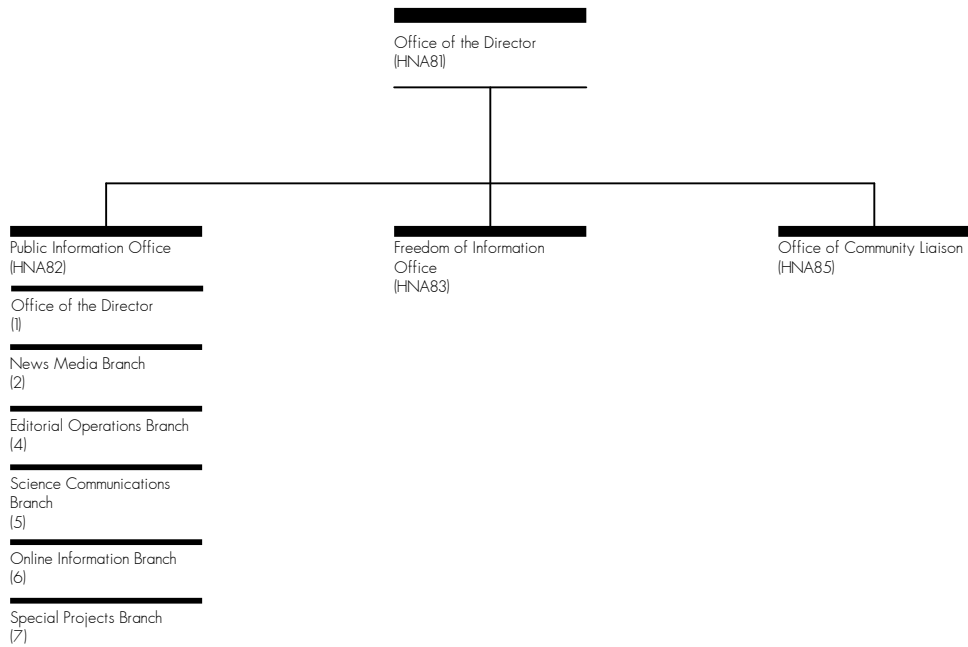 Office of the Director
(HNA81)
Public Information Office
(HNA82)
Office of the Director
(1)
News Media Branch
(2)
Editorial Operations Branch
(4)
Science Communications
Branch
(5)
Online Information Branch
(6)
Special Projects Branch
(7)
Freedom of Information
Office
(HNA83)
Office of Community Liaison
(HNA85)